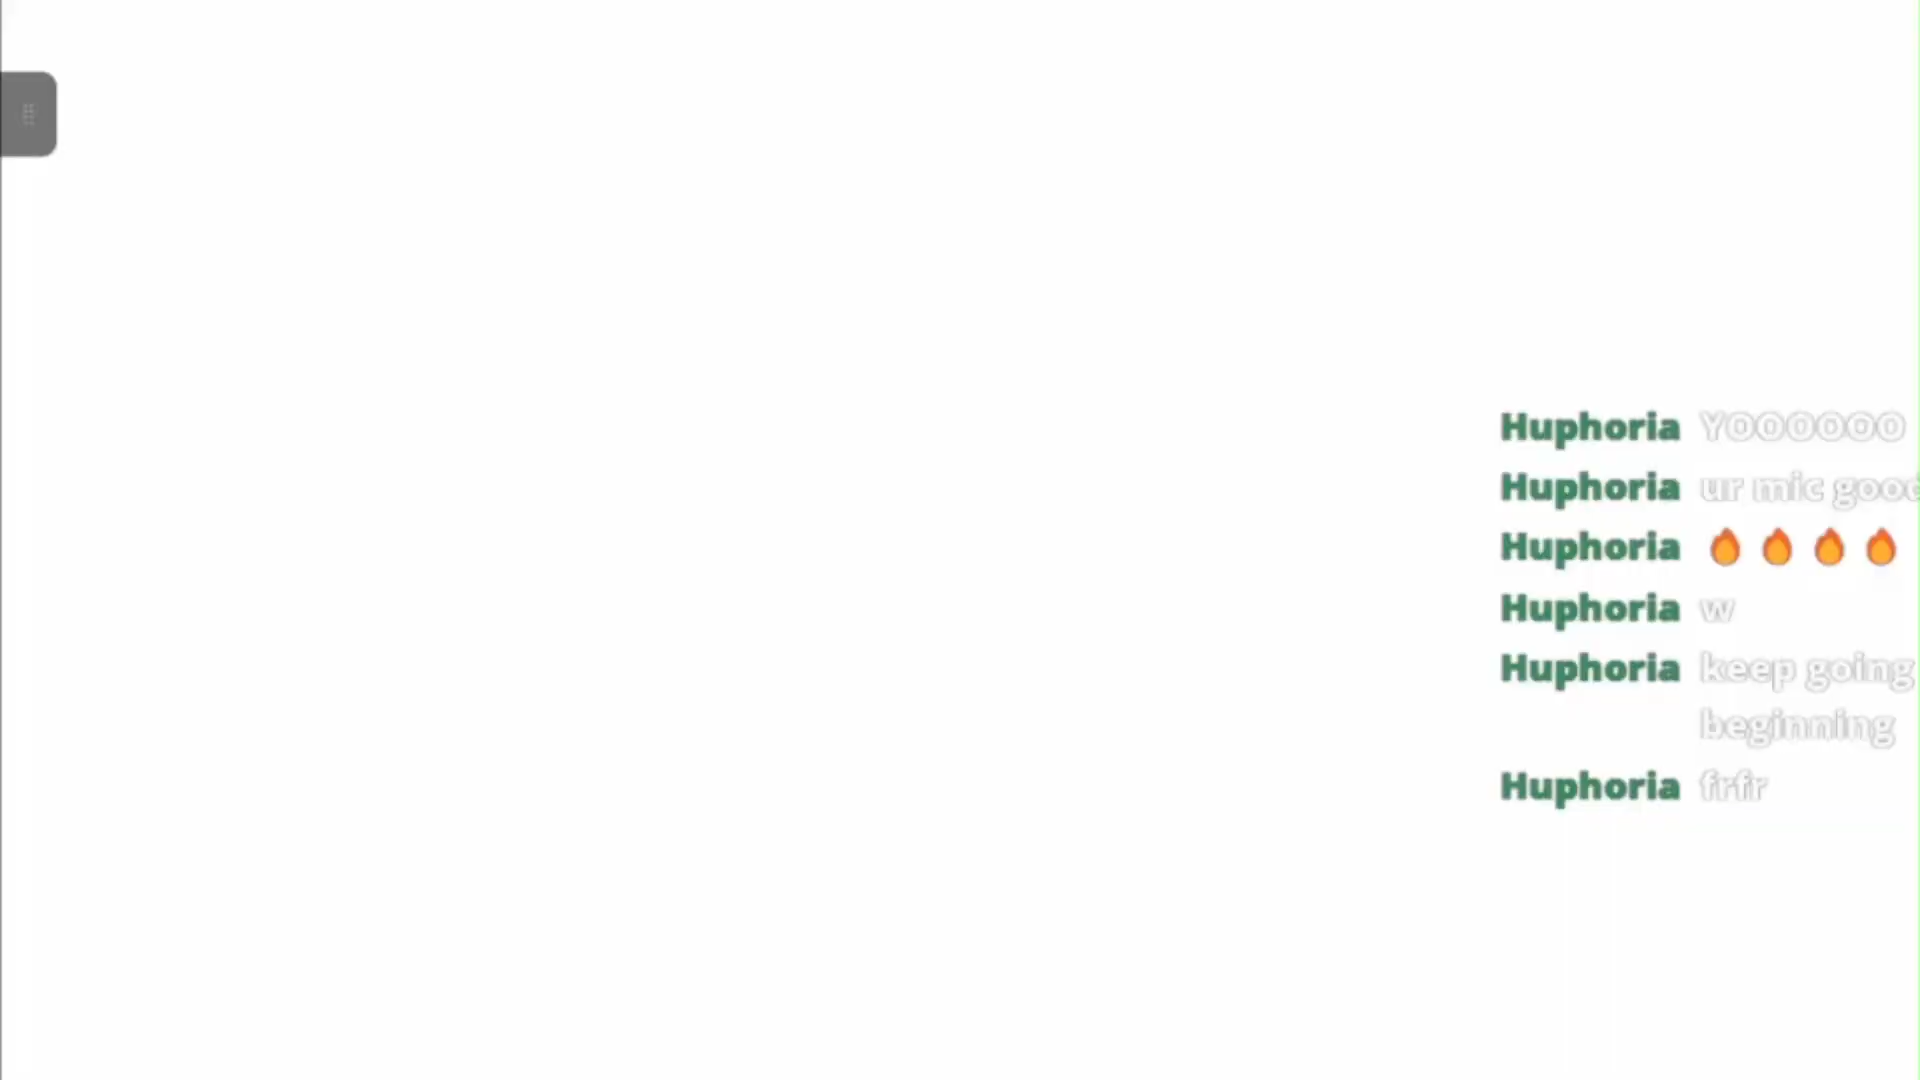 Huphoria YOOOOOO
Huphoria ur mic good
Huphoria 🔥 🔥 🔥 🔥
Huphoria w
Huphoria keep going
beginning
Huphoria frfr